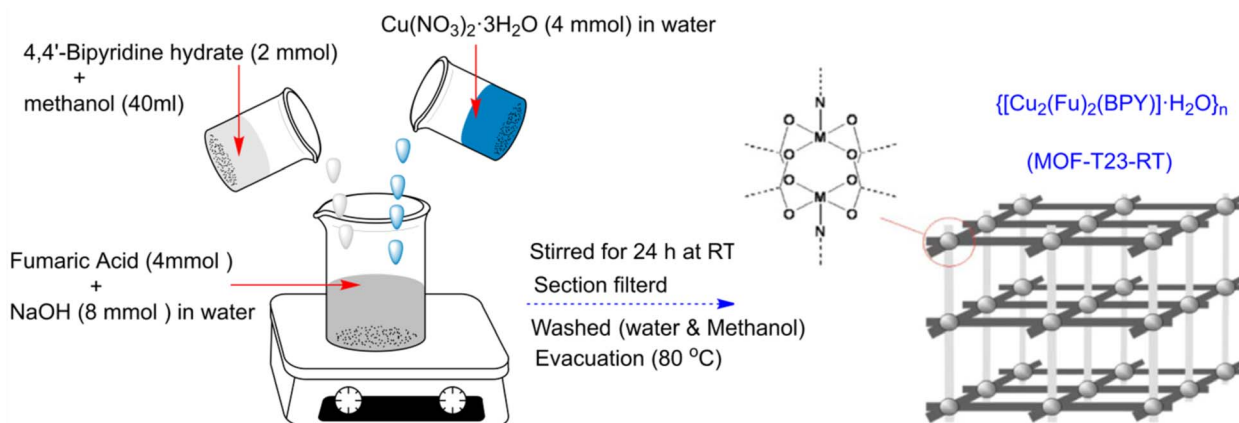 4,4'-Bipyridine hydrate (2 mmol)
+
methanol (40ml)
Cu(NO3)2·3H2O (4 mmol) in water
Fumaric Acid (4mmol )
+
NaOH (8 mmol ) in water
Stirred for 24 h at RT
Section filterd
Washed (water & Methanol)
Evacuation (80 °C)
N
O O
M
O O
O O
M
O O
N
{[Cu2(Fu)2(BPY)]·H2O}n
(MOF-T23-RT)